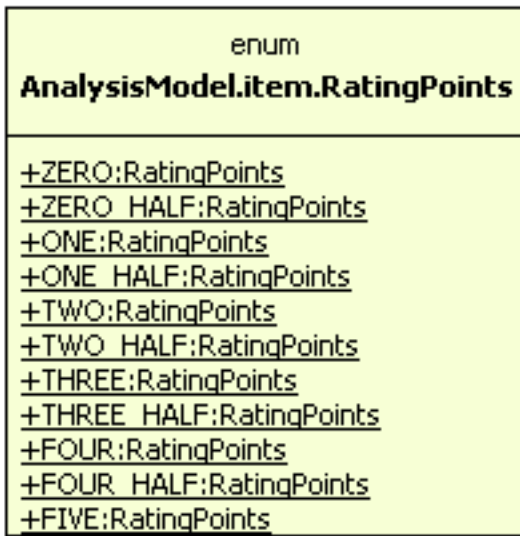 enum
AnalysisModel.item.RatingPoints
+ZERO:RatingPoints
+ZERO_HALF:RatingPoints
+ONE:RatingPoints
+ONE_HALF:RatingPoints
+TWO:RatingPoints
+TWO_HALF:RatingPoints
+THREE:RatingPoints
+THREE_HALF:RatingPoints
+FOUR:RatingPoints
+FOUR_HALF:RatingPoints
+FIVE:RatingPoints